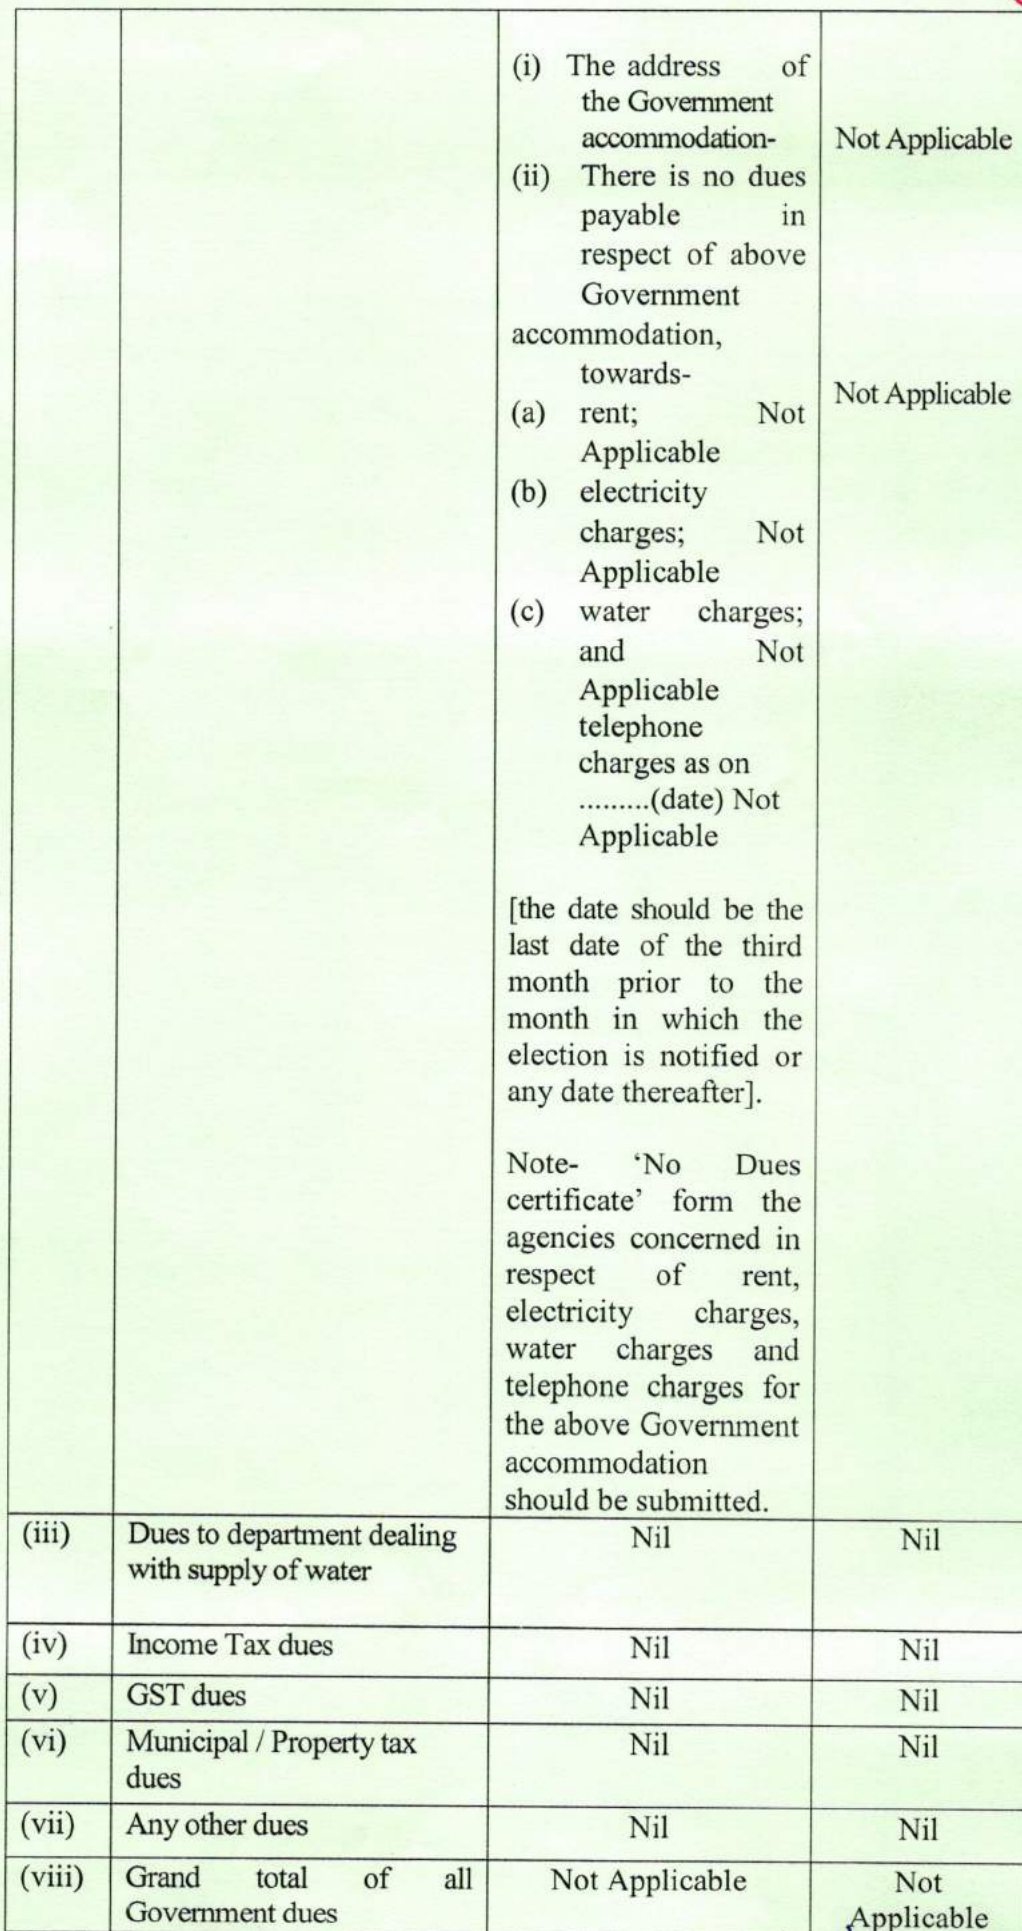 (i) The address of
the Government
accommodation-
Not Applicable
(ii) There is no dues
payable in
respect of above
Government
accommodation,
towards-
Not Applicable
(a) rent; Not
Applicable
(b) electricity
charges; Not
Applicable
(c) water charges;
and Not
Applicable
telephone
charges as on
.........(date) Not
Applicable
[the date should be the
last date of the third
month prior to the
month in which the
election is notified or
any date thereafter].
Note- ‘No Dues
certificate’ form the
agencies concerned in
respect of rent,
electricity charges,
water charges and
telephone charges for
the above Government
accommodation
should be submitted.
(iii) Dues to department dealing Nil Nil
with supply of water
(iv) Income Tax dues Nil Nil
(v) GST dues Nil Nil
(vi) Municipal / Property tax Nil Nil
dues
(vii) Any other dues Nil Nil
(viii) Grand total of all Not Applicable Not
Government dues Applicable